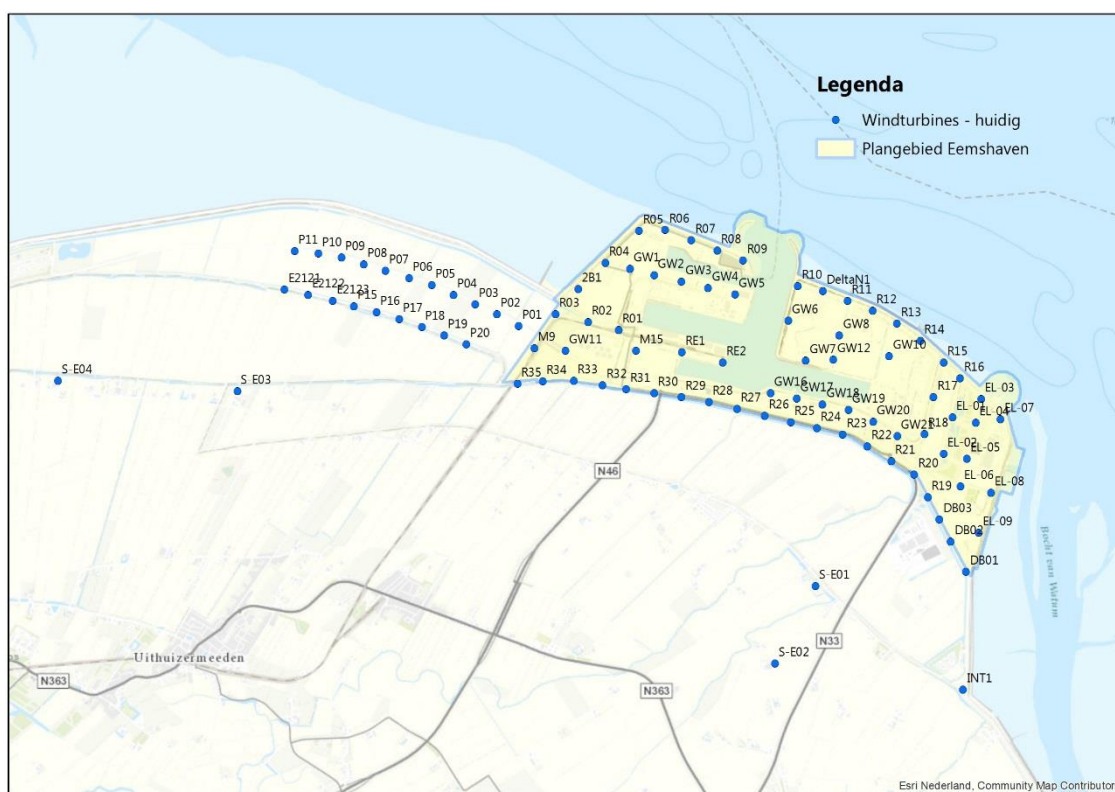 Legenda
Windturbines - huidig
Plangebied Eemshaven
R05
R06
R07
R08
R09
P11
P10
P09
P08
P07
P06
P05
P04
P03
P02
P01
R04
GW1
GW2
GW3
GW4
GW5
2B1
R10
DeltaN1
R11
R12
R13
R14
R15
R16
E2121
E2122
E2123
P15
P16
P17
P18
P19
P20
R03
R02
R01
GW6
GW8
M9
GW11
M15
RE1
RE2
GW7
GW12
GW10
S-E04
S-E03
R35
R34
R33
R32
R31
R30
R29
R28
R27
R26
R25
R24
R23
R22
R21
R20
R19
GW16
GW17
GW18
GW19
GW20
GW21
R17
R18
EL-03
EL-01
EL-04
EL-07
EL-02
EL-05
EL-06
EL-08
EL-09
DB03
DB02
DB01
N46
Bocht van Watum
S-E01
S-E02
N33
Uithuizermeeden
N363
N363
INT1
Esri Nederland, Community Map Contributor